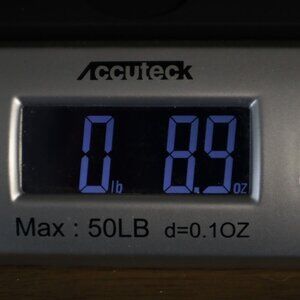 Accuteck
0 lb 8.9 oz
Max : 50LB d=0.1OZ